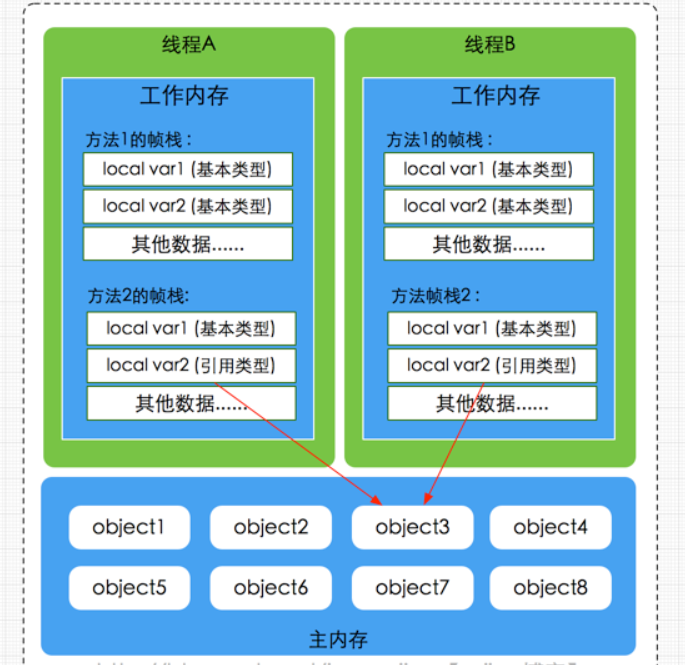 线程A
工作内存
方法1的帧栈：
local var1 (基本类型)
local var2 (基本类型)
其他数据......
方法2的帧栈:
local var1 (基本类型)
local var2 (引用类型)
其他数据......
线程B
工作内存
方法1的帧栈：
local var1 (基本类型)
local var2 (基本类型)
其他数据......
方法帧栈2：
local var1 (基本类型)
local var2 (引用类型)
其他数据......
object1
object2
object3
object4
object5
object6
object7
object8
主内存